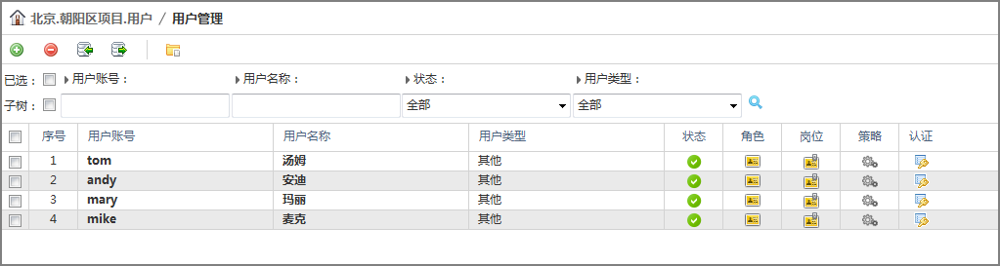 北京.朝阳区项目.用户 / 用户管理
已选： 用户账号： 用户名称： 状态： 用户类型：
子树： 全部 全部
序号 用户账号 用户名称 用户类型 状态 角色 岗位 策略 认证
1 tom 汤姆 其他
2 andy 安迪 其他
3 mary 玛丽 其他
4 mike 麦克 其他